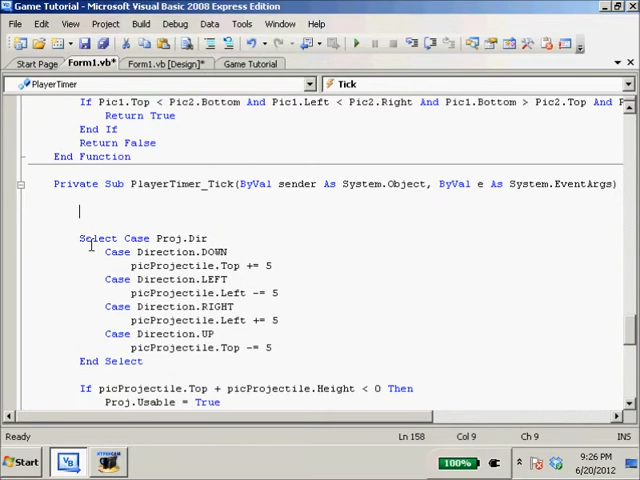 Game Tutorial - Microsoft Visual Basic 2008 Express Edition
File Edit View Project Build Debug Data Tools Window Help
Start Page Form1.vb* Form1.vb [Design]* Game Tutorial
PlayerTimer Tick
If Pic1.Top < Pic2.Bottom And Pic1.Left < Pic2.Right And Pic1.Bottom > Pic2.Top And P
Return True
End If
Return False
End Function
Private Sub PlayerTimer_Tick(ByVal sender As System.Object, ByVal e As System.EventArgs)
Select Case Proj.Dir
Case Direction.DOWN
picProjectile.Top += 5
Case Direction.LEFT
picProjectile.Left -= 5
Case Direction.RIGHT
picProjectile.Left += 5
Case Direction.UP
picProjectile.Top -= 5
End Select
If picProjectile.Top + picProjectile.Height < 0 Then
Proj.Usable = True
Ready Ln 158 Col 9 Ch 9 INS
Start 100% 9:26 PM
6/20/2012